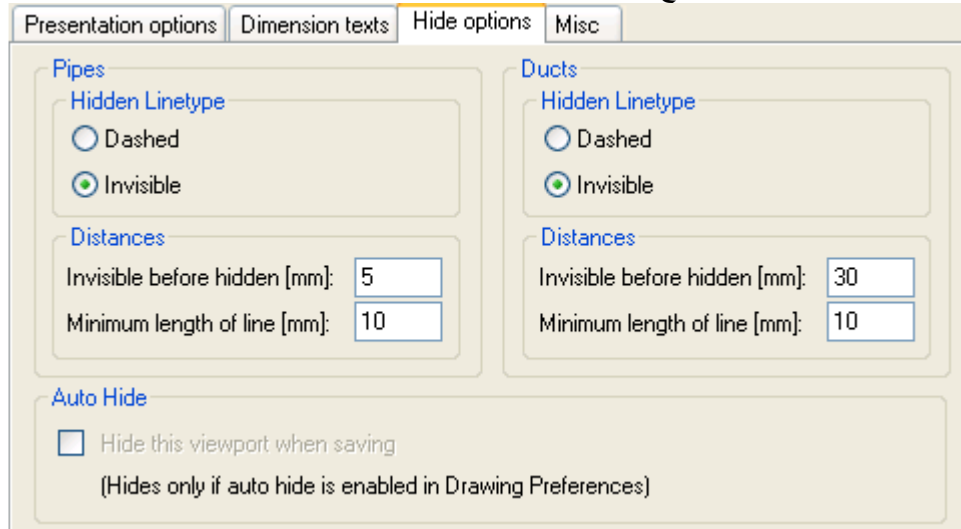 Presentation options Dimension texts Hide options Misc
Pipes
Hidden Linetype
Dashed
Invisible
Distances
Invisible before hidden [mm]: 5
Minimum length of line [mm]: 10
Ducts
Hidden Linetype
Dashed
Invisible
Distances
Invisible before hidden [mm]: 30
Minimum length of line [mm]: 10
Auto Hide
Hide this viewport when saving
(Hides only if auto hide is enabled in Drawing Preferences)